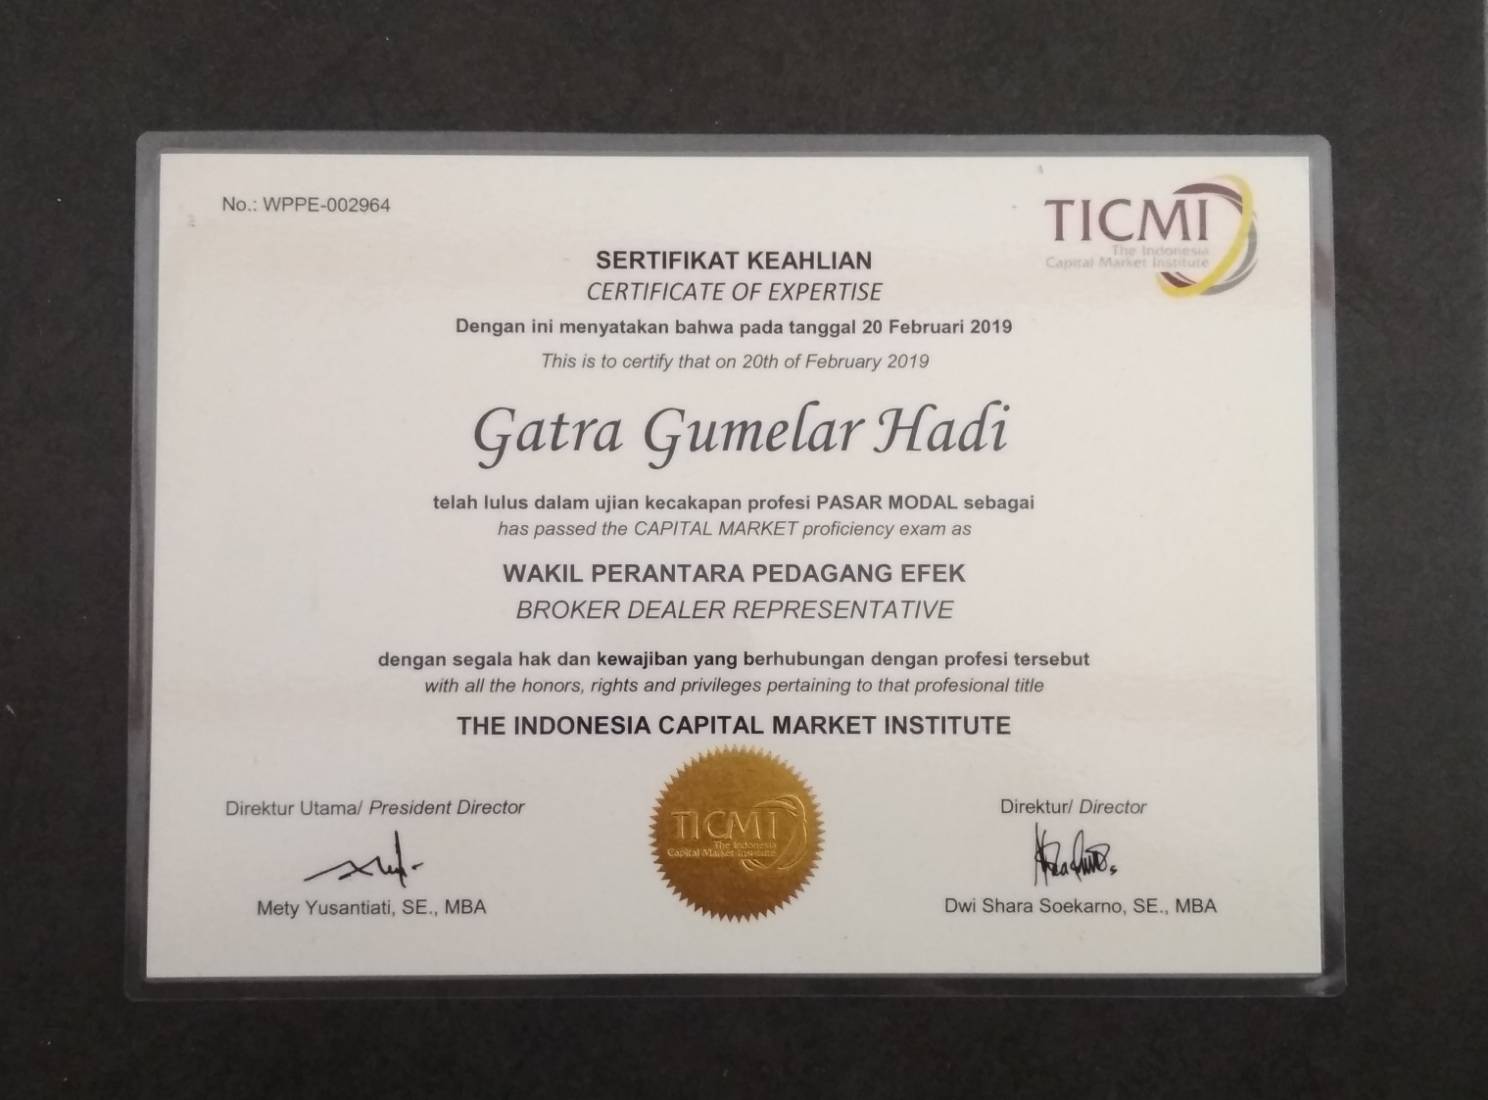 No.: WPPE-002964
TICMI
The Indonesia
Capital Market Institute
SERTIFIKAT KEAHLIAN
CERTIFICATE OF EXPERTISE
Dengan ini menyatakan bahwa pada tanggal 20 Februari 2019
This is to certify that on 20th of February 2019
Gatra Gumelar Hadi
telah lulus dalam ujian kecakapan profesi PASAR MODAL sebagai
has passed the CAPITAL MARKET proficiency exam as
WAKIL PERANTARA PEDAGANG EFEK
BROKER DEALER REPRESENTATIVE
dengan segala hak dan kewajiban yang berhubungan dengan profesi tersebut
with all the honors, rights and privileges pertaining to that profesional title
THE INDONESIA CAPITAL MARKET INSTITUTE
Direktur Utama/ President Director
Mety Yusantiati, SE., MBA
TICMI
The Indonesia
Capital Market Institute
Direktur/ Director
Dwi Shara Soekarno, SE., MBA